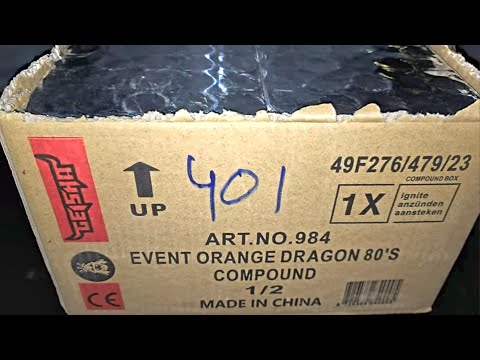 401
49F276/479/23
COMPOUND BOX
UP
1X
ignite
anzünden
aansteken
ART.NO.984
EVENT ORANGE DRAGON 80'S
COMPOUND
1/2
MADE IN CHINA
CE